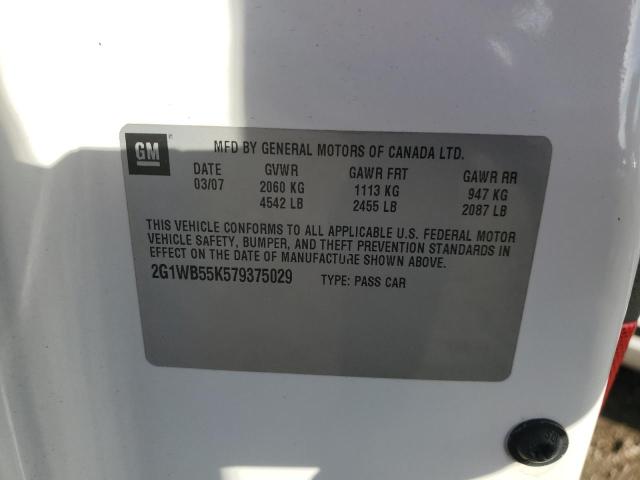 GM
MFD BY GENERAL MOTORS OF CANADA LTD.
DATE GVWR GAWR FRT GAWR RR
03/07 2060 KG 1113 KG 947 KG
4542 LB 2455 LB 2087 LB
THIS VEHICLE CONFORMS TO ALL APPLICABLE U.S. FEDERAL MOTOR
VEHICLE SAFETY, BUMPER, AND THEFT PREVENTION STANDARDS IN
EFFECT ON THE DATE OF MANUFACTURE SHOWN ABOVE.
2G1WB55K579375029 TYPE: PASS CAR